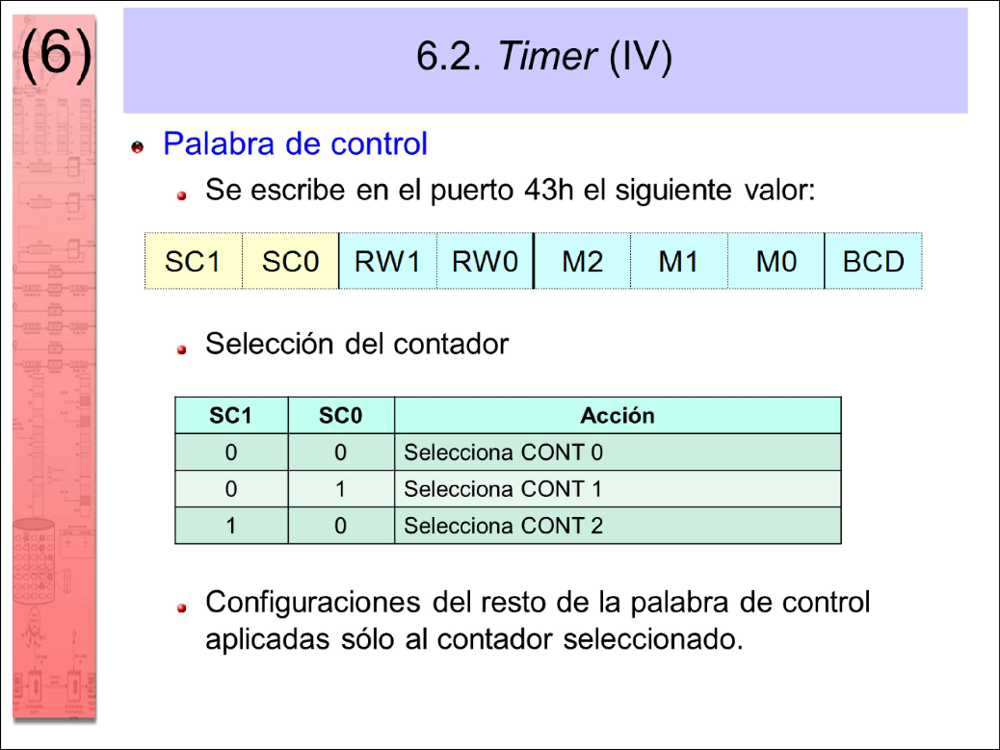 (6)
6.2. Timer (IV)
Palabra de control
Se escribe en el puerto 43h el siguiente valor:
SC1 SC0 RW1 RW0 M2 M1 M0 BCD
Selección del contador
SC1 SC0 Acción
0 0 Selecciona CONT 0
0 1 Selecciona CONT 1
1 0 Selecciona CONT 2
Configuraciones del resto de la palabra de control
aplicadas sólo al contador seleccionado.